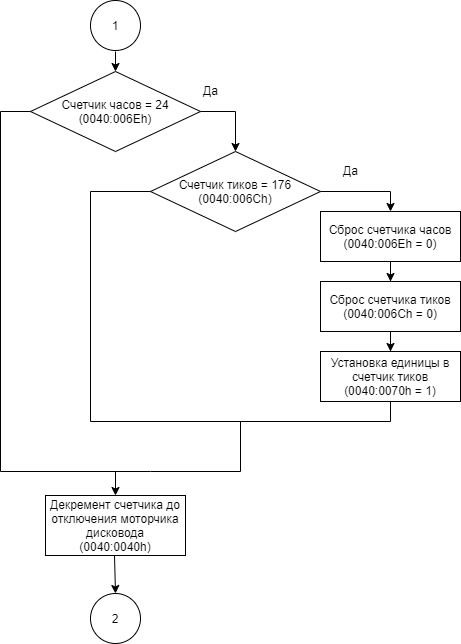 1
Счетчик часов = 24
(0040:006Eh)
Да
Счетчик тиков = 176
(0040:006Ch)
Да
Сброс счетчика часов
(0040:006Eh = 0)
Сброс счетчика тиков
(0040:006Ch = 0)
Установка единицы в
счетчик тиков
(0040:0070h = 1)
Декремент счетчика до
отключения моторчика
дисковода
(0040:0040h)
2